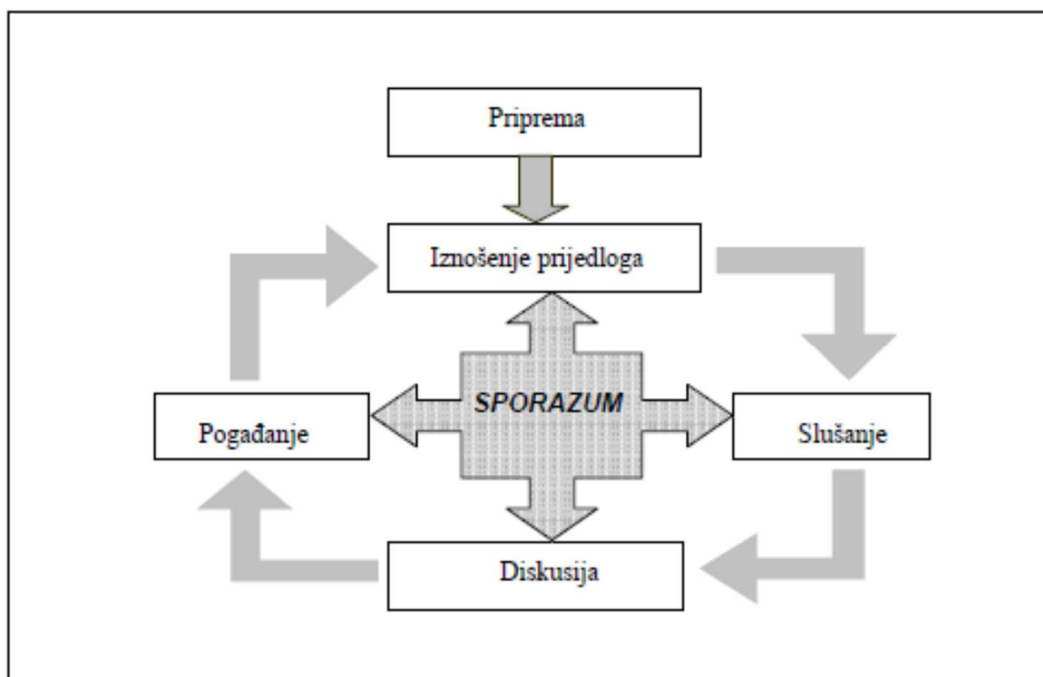 Priprema
Iznošenje prijedloga
SPORAZUM
Pogađanje
Slušanje
Diskusija